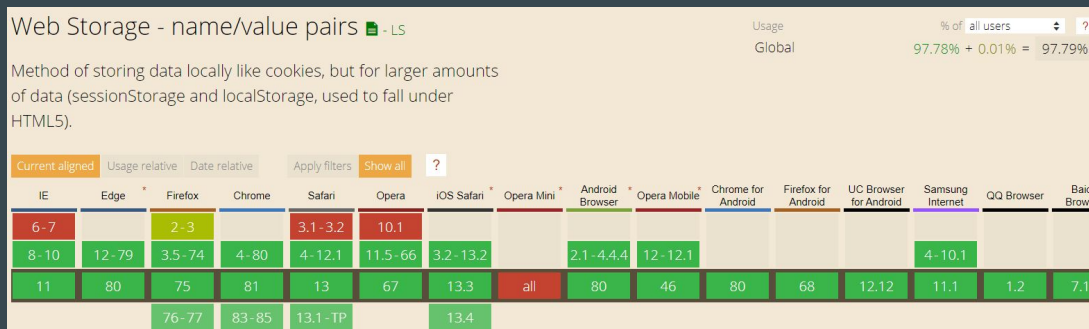 Web Storage - name/value pairs - LS
Usage % of all users ?
Global 97.78% + 0.01% = 97.79%
Method of storing data locally like cookies, but for larger amounts
of data (sessionStorage and localStorage, used to fall under
HTML5).
Current aligned Usage relative Date relative Apply filters Show all ?
IE Edge * Firefox Chrome Safari Opera iOS Safari * Opera Mini * Android Browser * Opera Mobile * Chrome for Android Firefox for Android UC Browser for Android Samsung Internet QQ Browser
6-7 2-3 3.1-3.2 10.1
8-10 12-79 3.5-74 4-80 4-12.1 11.5-66 3.2-13.2 2.1-4.4.4 12-12.1 4-10.1
11 80 75 81 13 67 13.3 all 80 46 80 68 12.12 11.1 1.2
76-77 83-85 13.1-TP 13.4